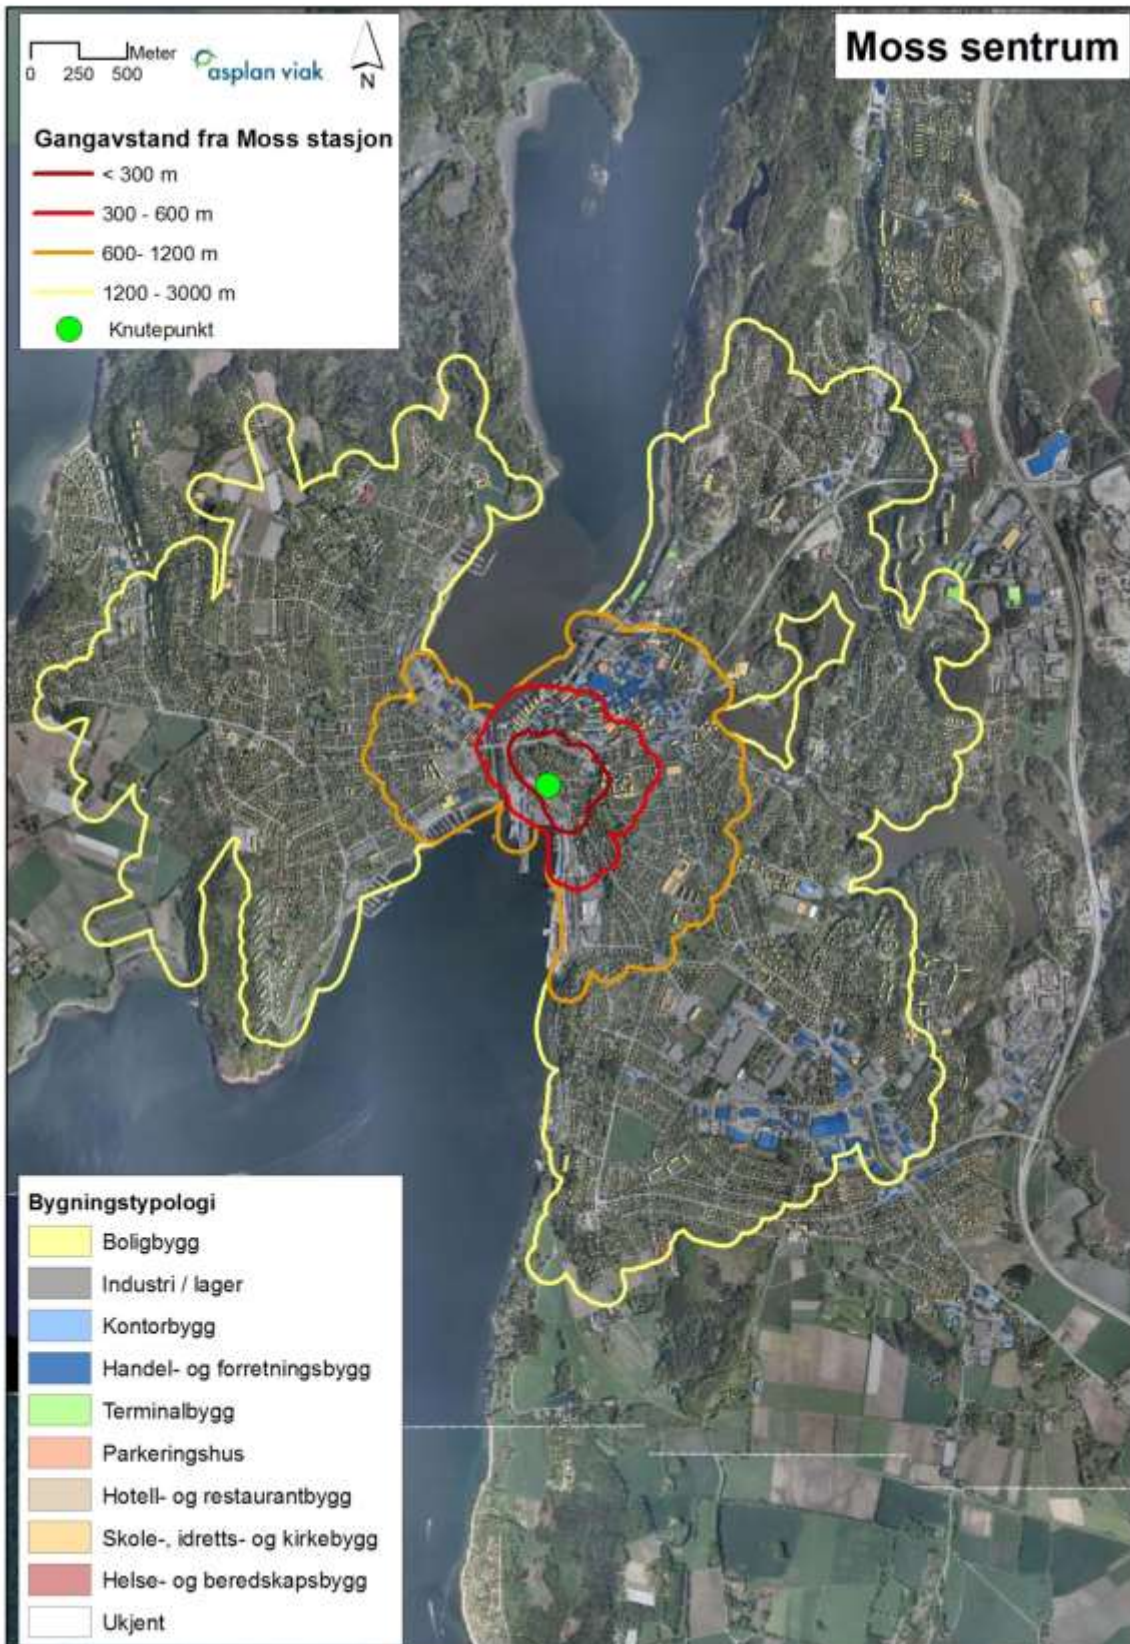 Moss sentrum
Meter
0 250 500
asplan viak
N
Gangavstand fra Moss stasjon
< 300 m
300 - 600 m
600- 1200 m
1200 - 3000 m
Knutepunkt
Bygningstypologi
Boligbygg
Industri / lager
Kontorbygg
Handel- og forretningsbygg
Terminalbygg
Parkeringshus
Hotell- og restaurantbygg
Skole-, idretts- og kirkebygg
Helse- og beredskapsbygg
Ukjent